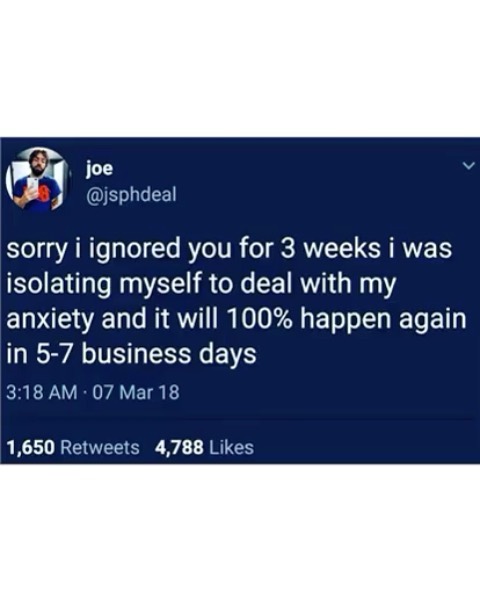 joe
@jsphdeal
sorry i ignored you for 3 weeks i was
isolating myself to deal with my
anxiety and it will 100% happen again
in 5-7 business days
3:18 AM · 07 Mar 18
1,650 Retweets 4,788 Likes